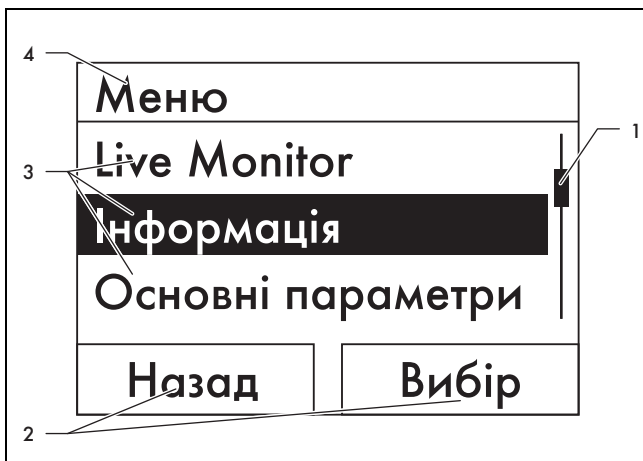 4
Меню
1
Live Monitor
3
Інформація
Основні параметри
Назад Вибір
2